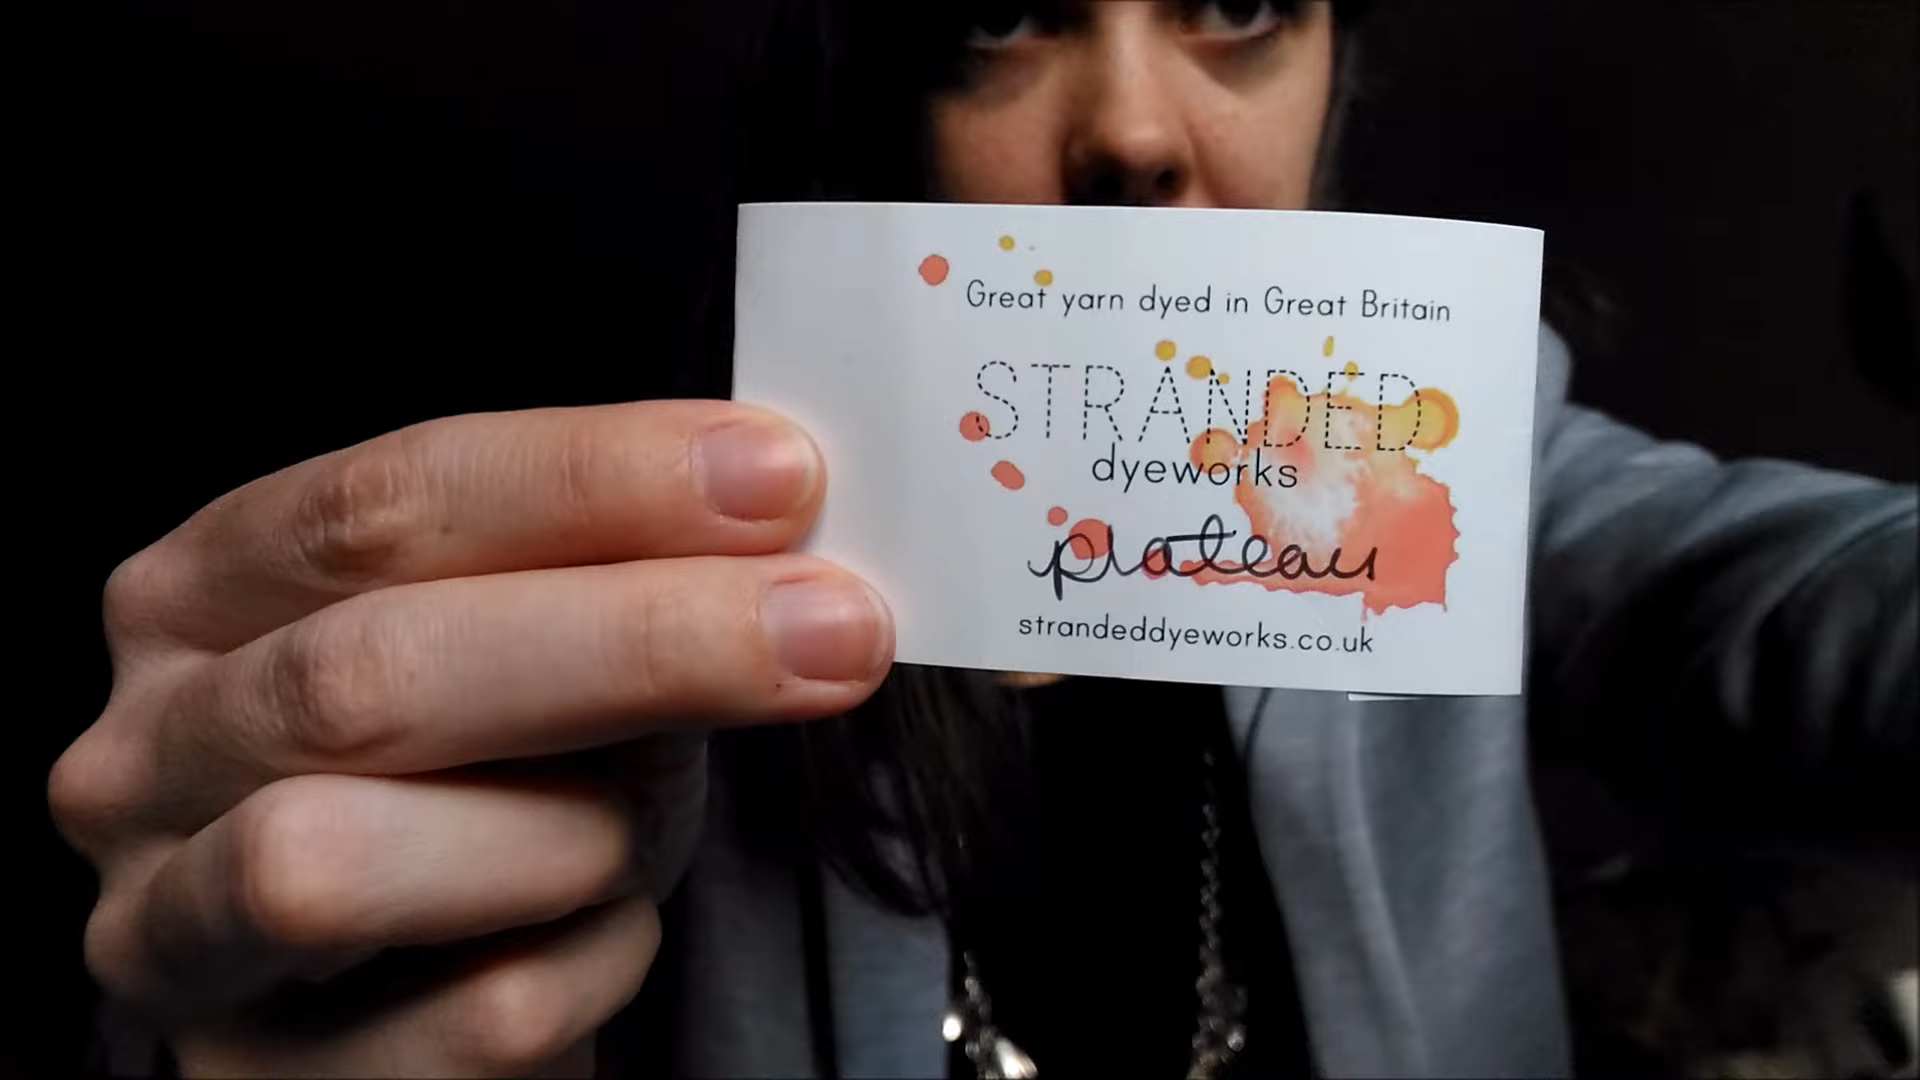 Great yarn dyed in Great Britain
STRANDED
dyeworks
plateau
strandeddyeworks.co.uk